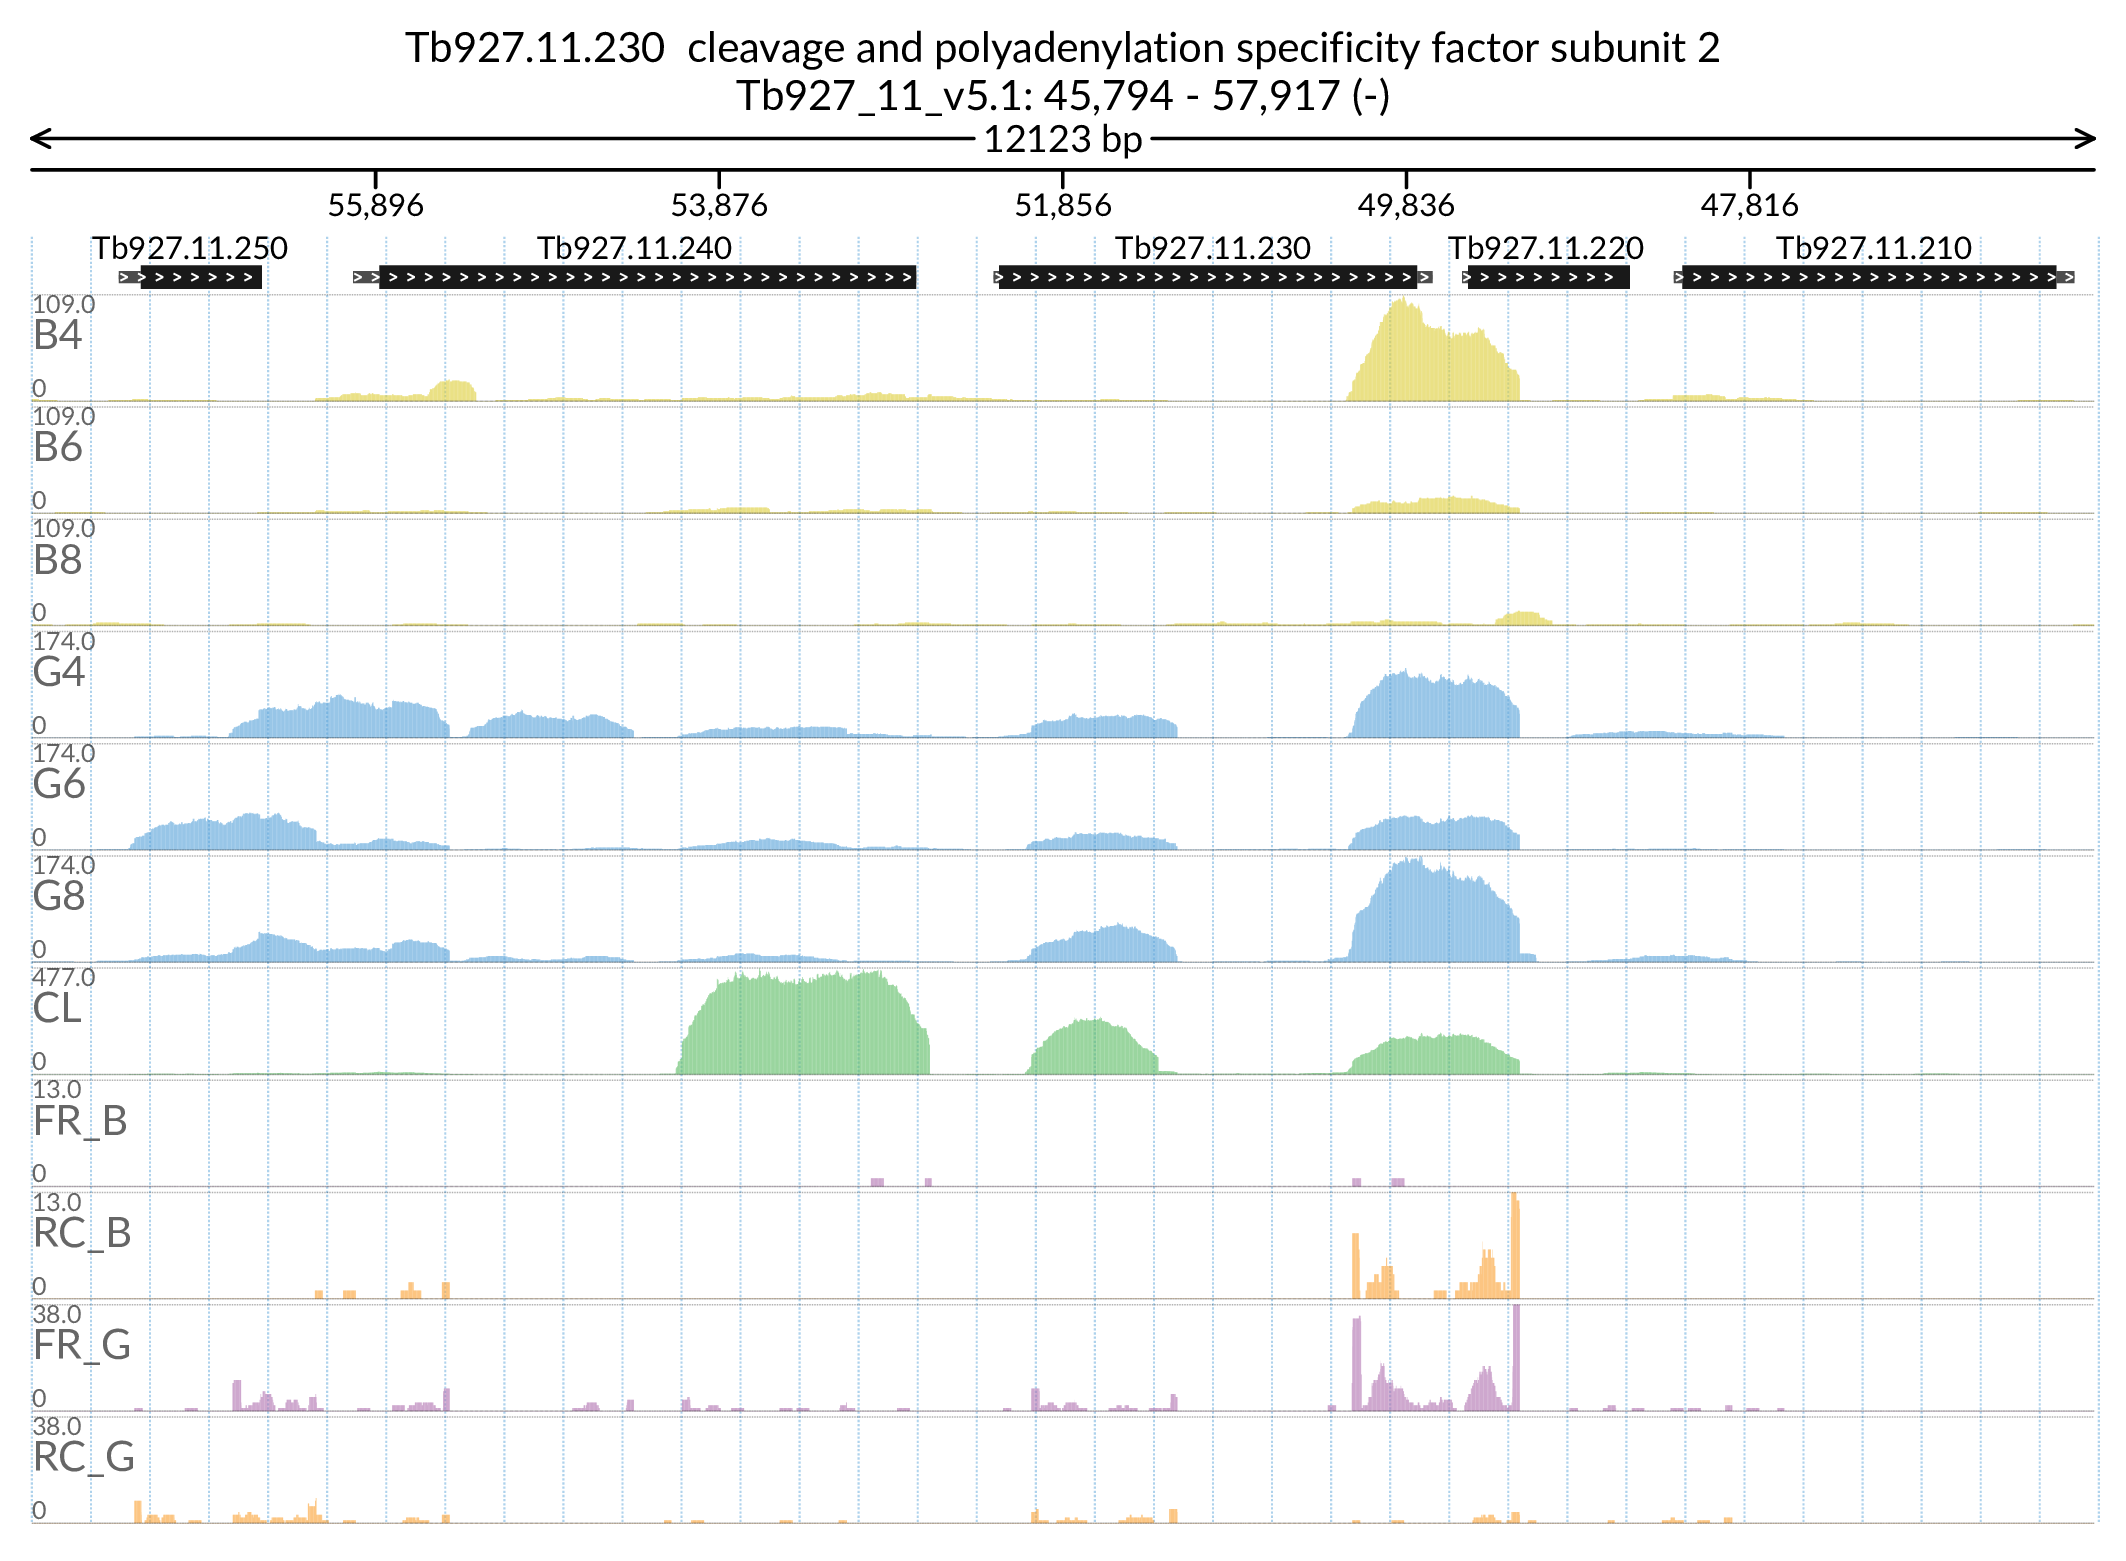 Tb927.11.230  cleavage and polyadenylation specificity factor subunit 2
Tb927_11_v5.1: 45,794 - 57,917 (-)
12123 bp
55,896 53,876 51,856 49,836 47,816
Tb927.11.250 Tb927.11.240 Tb927.11.230 Tb927.11.220 Tb927.11.210
109.0
B4
0
109.0
B6
0
109.0
B8
0
174.0
G4
0
174.0
G6
0
174.0
G8
0
477.0
CL
0
13.0
FR_B
0
13.0
RC_B
0
38.0
FR_G
0
38.0
RC_G
0